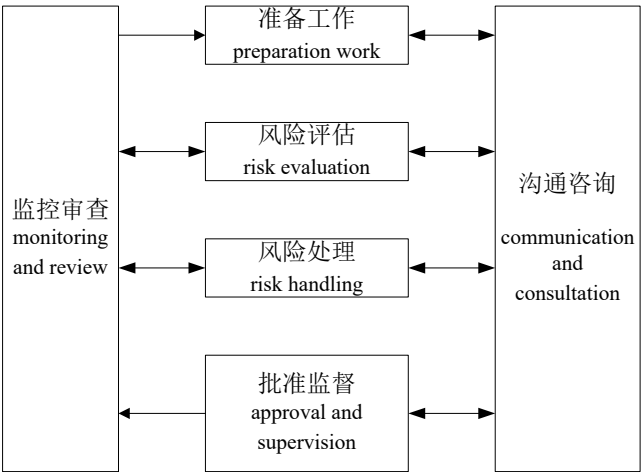 监控审查
monitoring
and review
准备工作
preparation work
风险评估
risk evaluation
风险处理
risk handling
批准监督
approval and
supervision
沟通咨询
communication
and
consultation